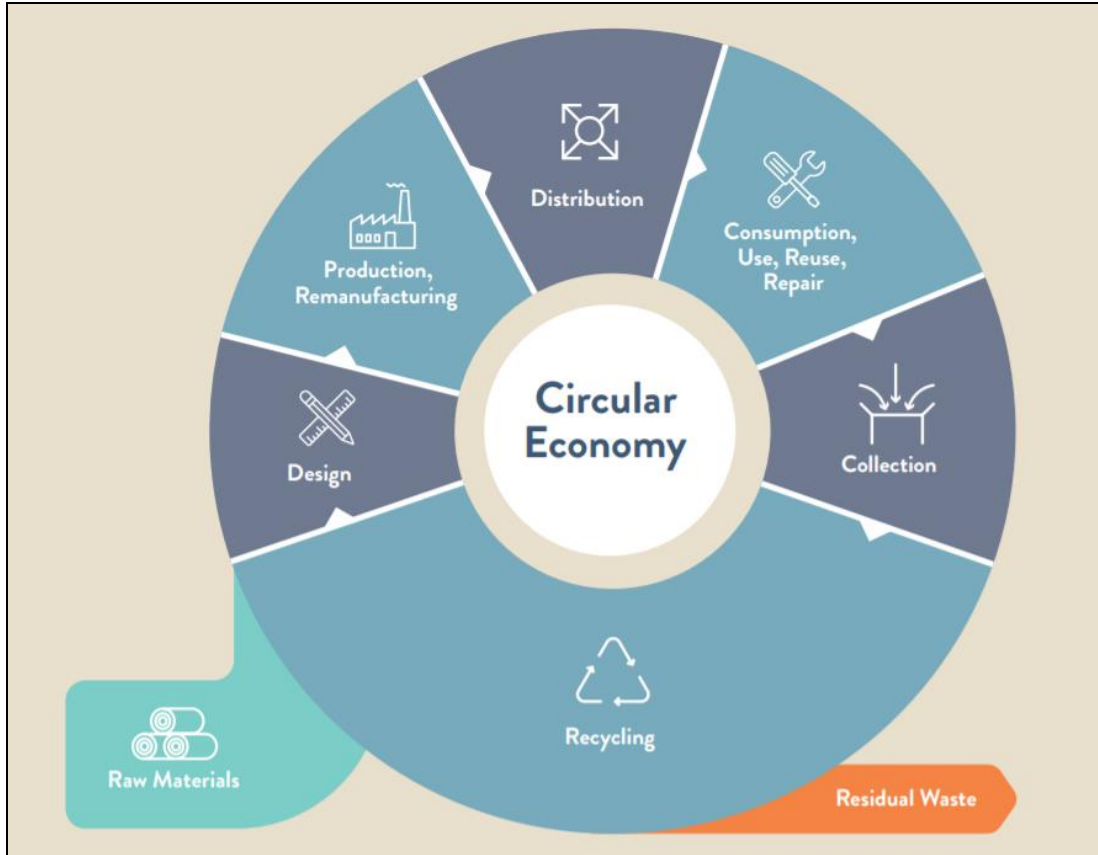 Circular
Economy
Distribution
Consumption,
Use, Reuse,
Repair
Collection
Recycling
Design
Production,
Remanufacturing
Raw Materials
Residual Waste